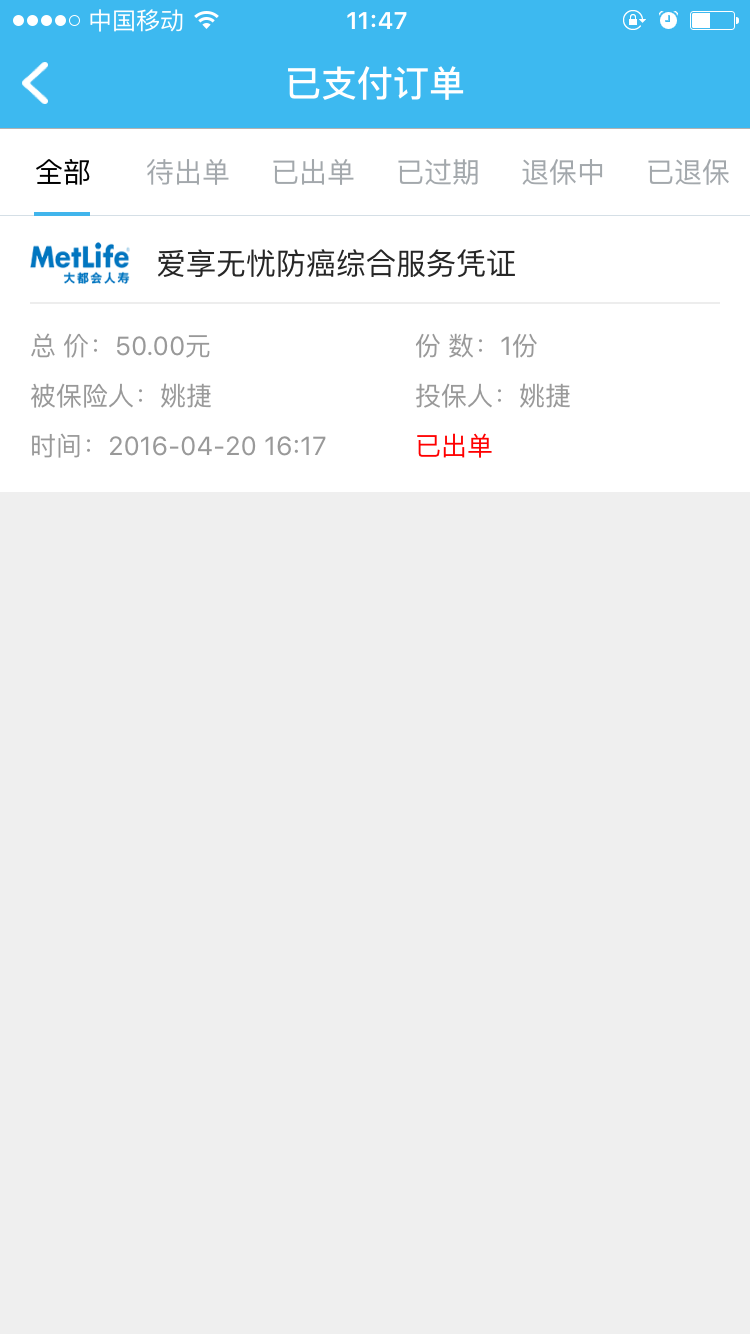 中国移动 11:47
已支付订单
全部 待出单 已出单 已过期 退保中 已退保
MetLife 爱享无忧防癌综合服务凭证
大都会人寿
总 价：50.00元 份 数：1份
被保险人：姚捷 投保人：姚捷
时间：2016-04-20 16:17 已出单